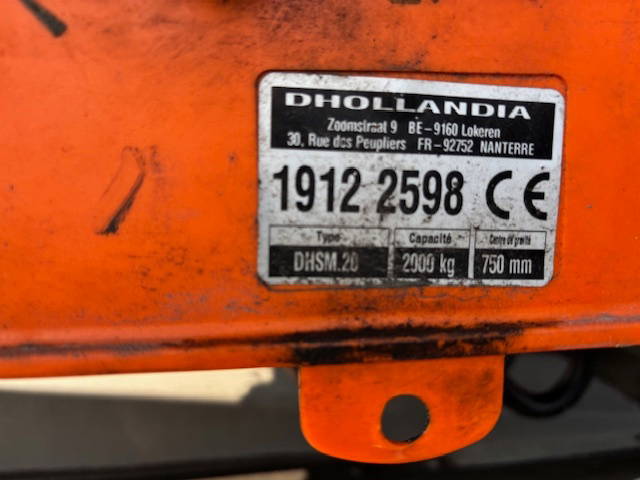 DHOLLANDIA
Zoomstraat 9 BE-9160 Lokeren
30, Rue des Peupliers FR-92752 NANTERRE
1912 2598 CE
Type Capacité Centre de gravité
DHSM.20 2000 kg 750 mm